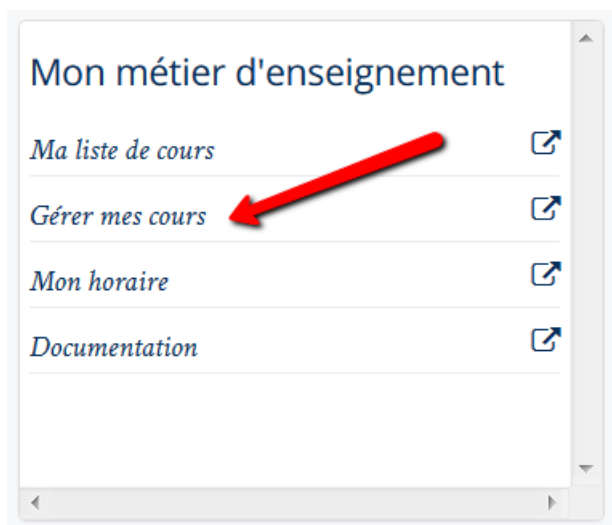 Mon métier d'enseignement
Ma liste de cours
Gérer mes cours
Mon horaire
Documentation